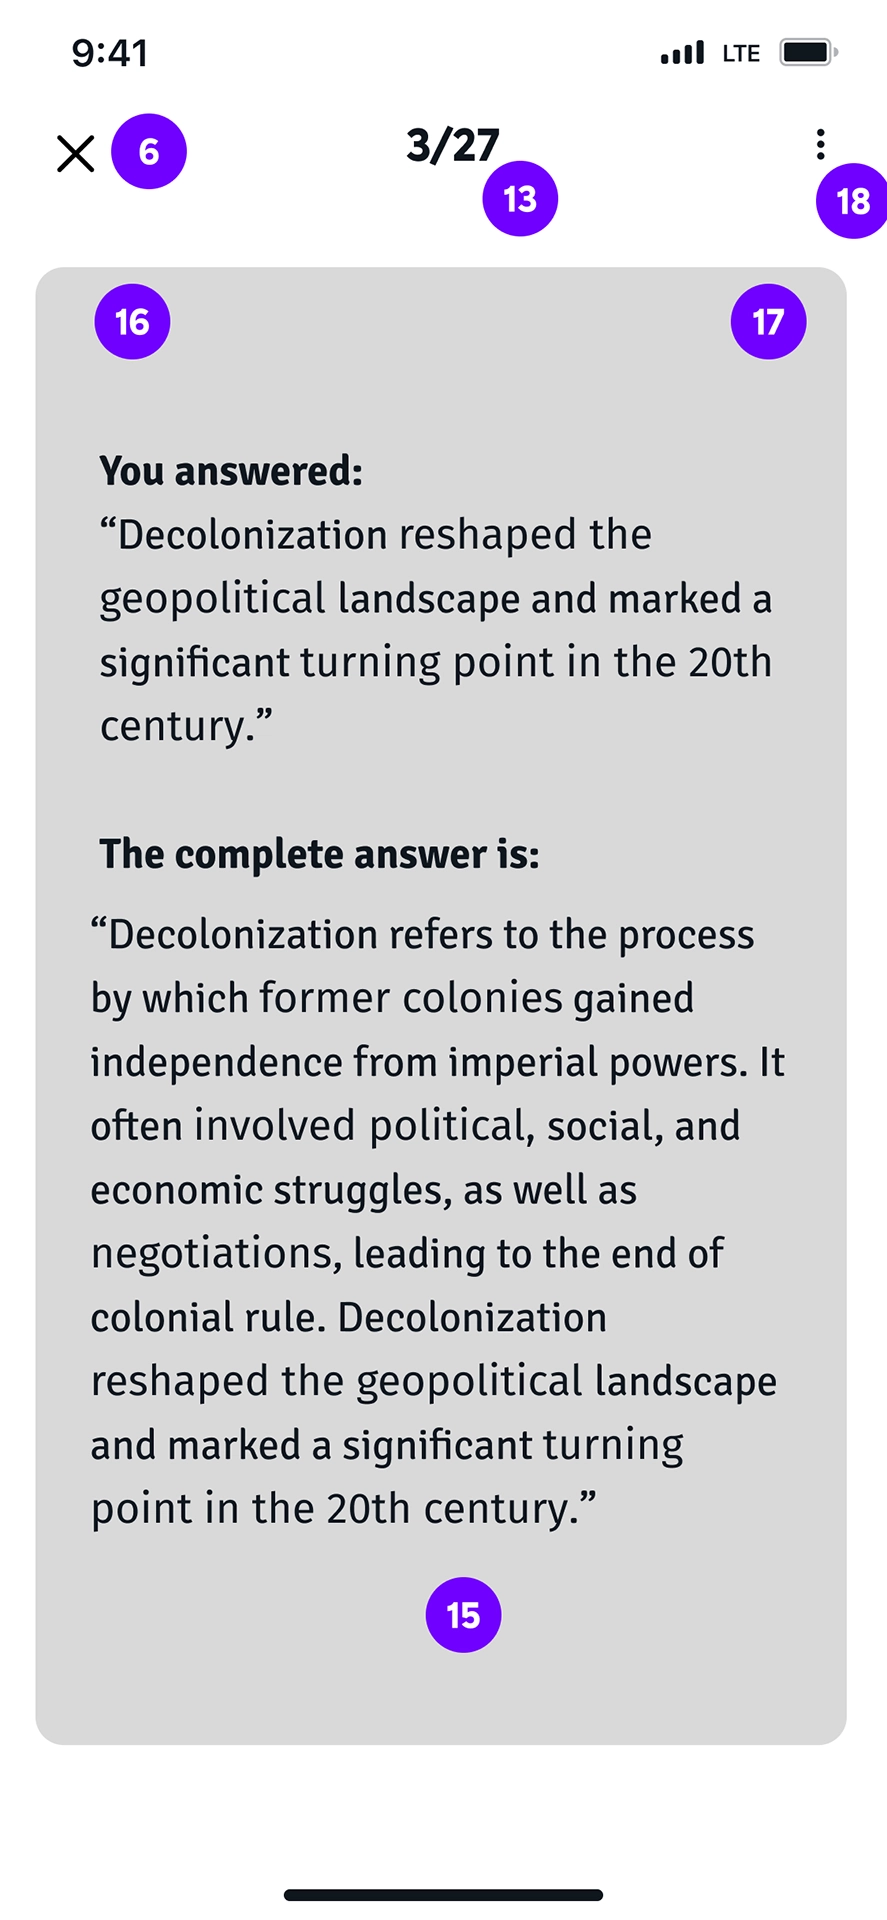 9:41 LTE
6 3/27
13 18
16 17
You answered:
“Decolonization reshaped the
geopolitical landscape and marked a
significant turning point in the 20th
century.”
The complete answer is:
“Decolonization refers to the process
by which former colonies gained
independence from imperial powers. It
often involved political, social, and
economic struggles, as well as
negotiations, leading to the end of
colonial rule. Decolonization
reshaped the geopolitical landscape
and marked a significant turning
point in the 20th century.”
15